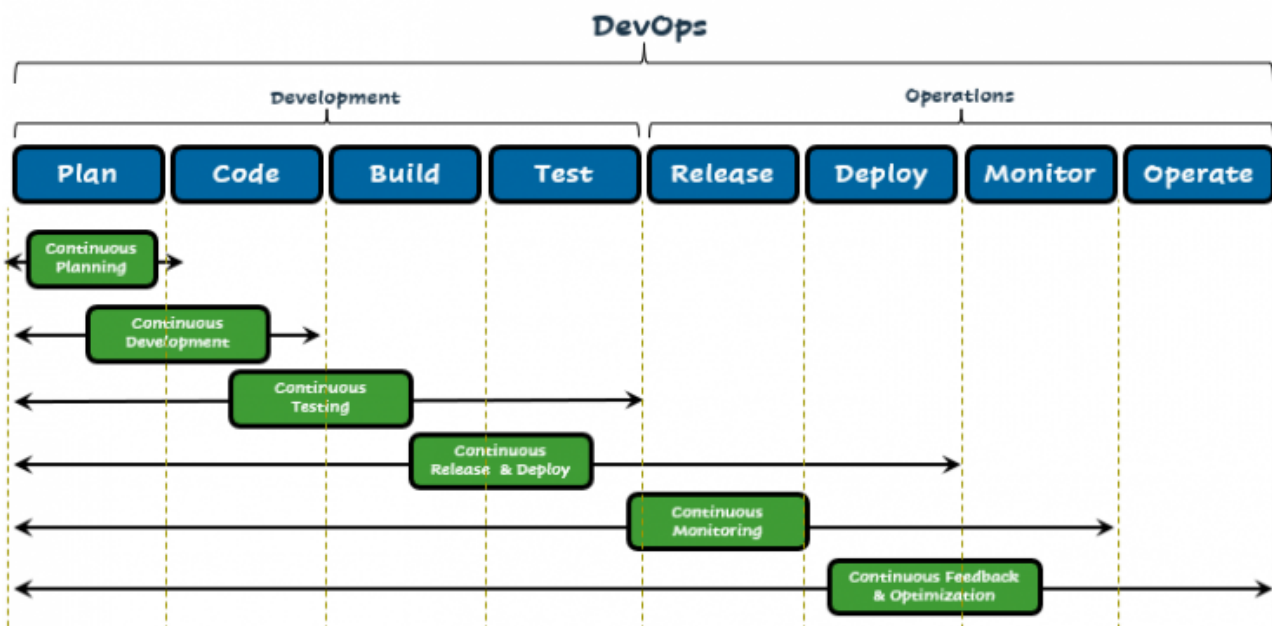 DevOps
Development
Operations
Plan
Code
Build
Test
Release
Deploy
Monitor
Operate
Continuous
Planning
Continuous
Development
Continuous
Testing
Continuous
Release & Deploy
Continuous
Monitoring
Continuous Feedback
& Optimization